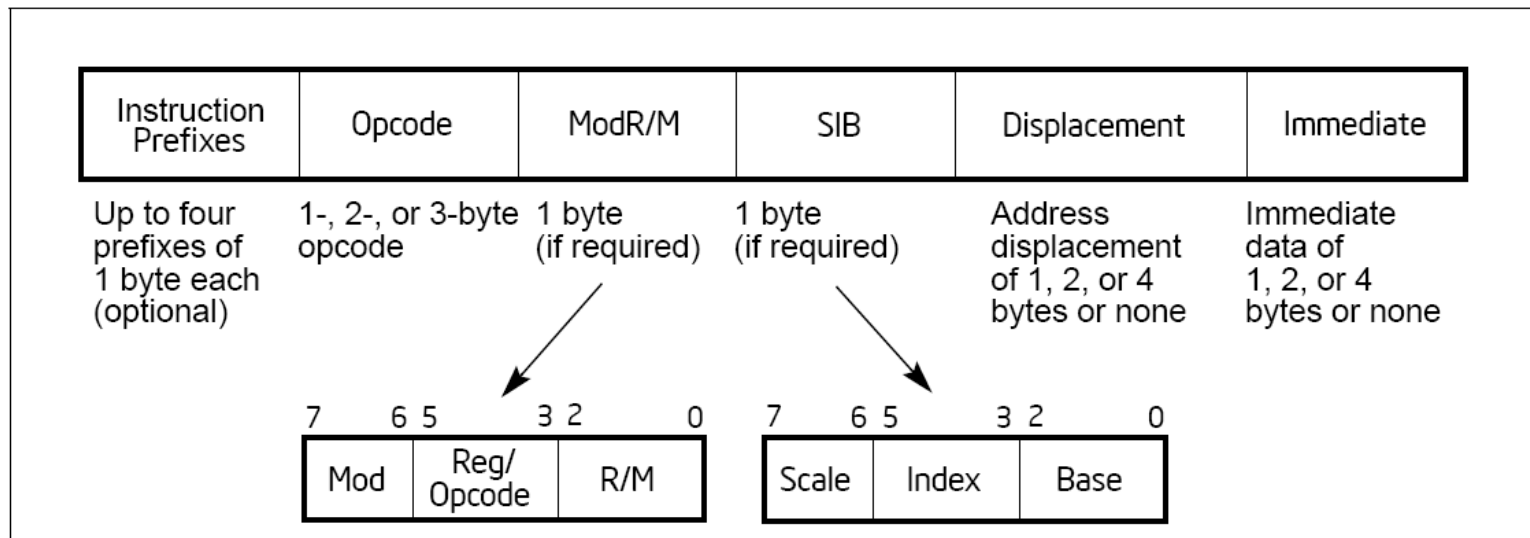 Instruction Prefixes
Opcode
ModR/M
SIB
Displacement
Immediate
Up to four
prefixes of
1 byte each
(optional)
1-, 2-, or 3-byte
opcode
1 byte
(if required)
1 byte
(if required)
Address
displacement
of 1, 2, or 4
bytes or none
Immediate
data of
1, 2, or 4
bytes or none
7 6 5 3 2 0
Mod
Reg/
Opcode
R/M
7 6 5 3 2 0
Scale
Index
Base